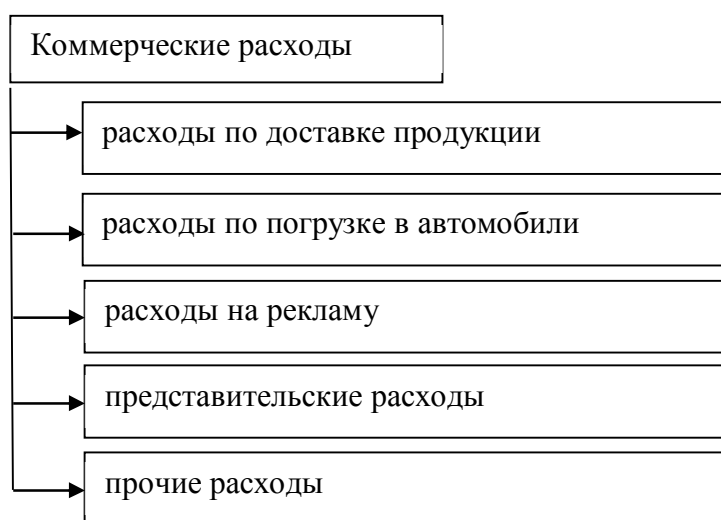 Коммерческие расходы
расходы по доставке продукции
расходы по погрузке в автомобили
расходы на рекламу
представительские расходы
прочие расходы